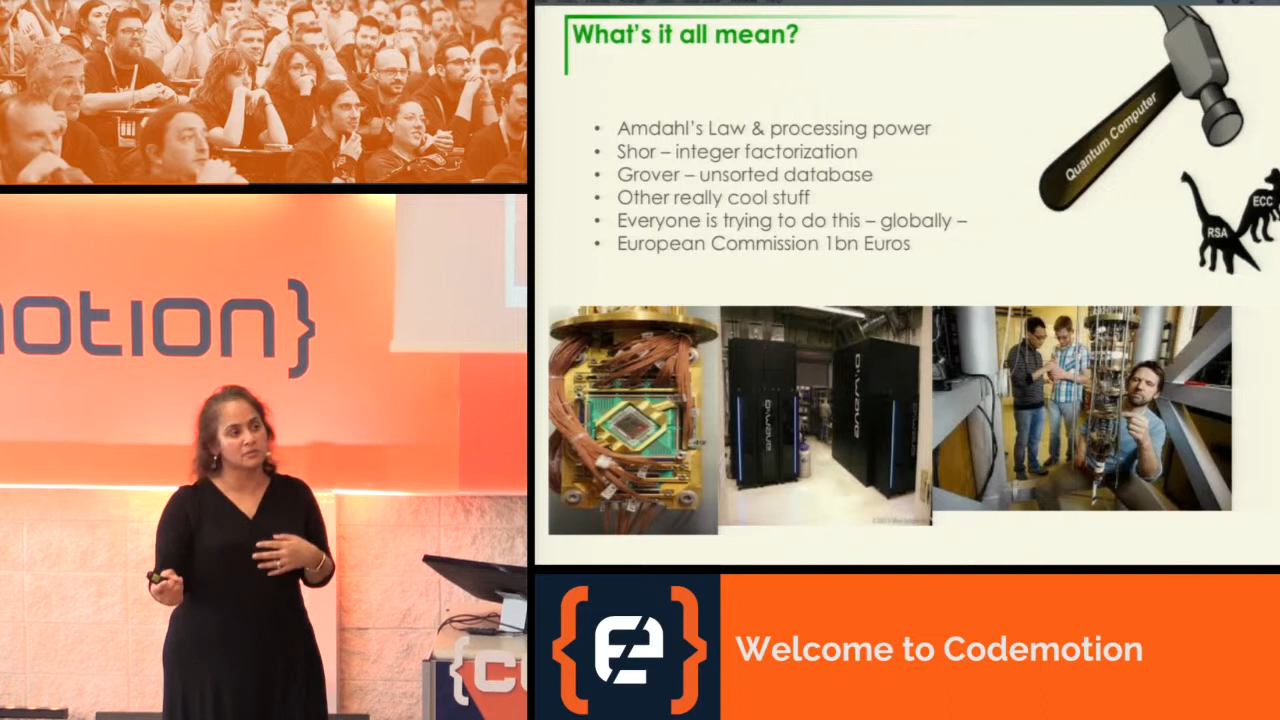 What's it all mean?
• Amdahl's Law & processing power
• Shor – integer factorization
• Grover – unsorted database
• Other really cool stuff
• Everyone is trying to do this – globally –
• European Commission 1bn Euros
Quantum Computer
ECC
RSA
otion}
D:wave
D:wave
Welcome to Codemotion